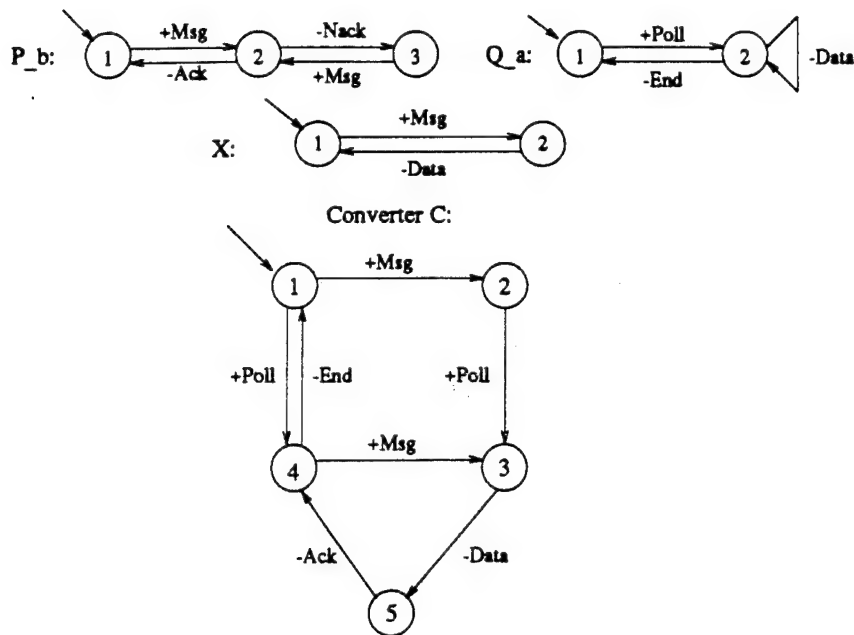 P_b: 1 +Msg -Ack 2 -Nack +Msg 3
Q_a: 1 +Poll -End 2 -Data
X: 1 +Msg -Data 2
Converter C:
1 +Msg 2
+Poll -End +Poll
4 +Msg 3
-Ack -Data
5